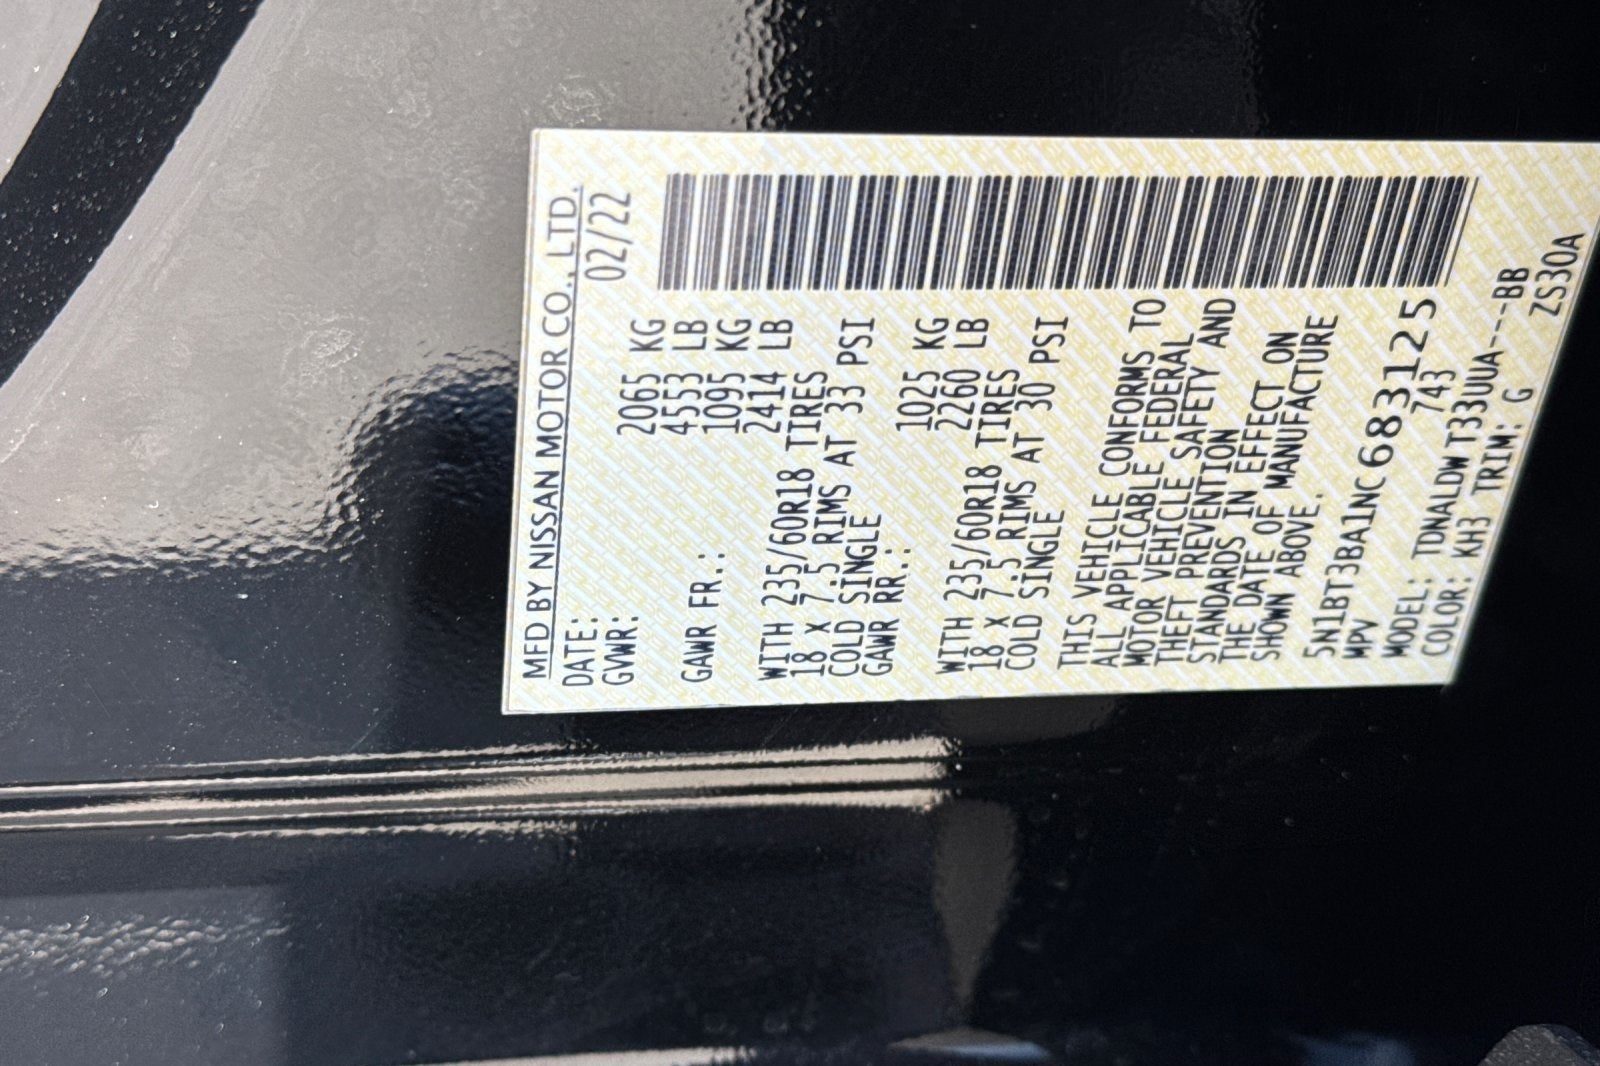 MFD BY NISSAN MOTOR CO., LTD.
DATE: 02/22
GVWR: 2065 KG
4553 LB
GAWR FR.: 1095 KG
2414 LB
WITH 235/60R18 TIRES
18 X 7.5 RIMS AT 33 PSI
COLD SINGLE
GAWR RR.: 1025 KG
2260 LB
WITH 235/60R18 TIRES
18 X 7.5 RIMS AT 30 PSI
COLD SINGLE
THIS VEHICLE CONFORMS TO
ALL APPLICABLE FEDERAL
MOTOR VEHICLE SAFETY AND
THEFT PREVENTION
STANDARDS IN EFFECT ON
THE DATE OF MANUFACTURE
SHOWN ABOVE.
5N1BT3BA1NC683125
MPV 743
MODEL: TDNALDW T33UUA---BB
COLOR: KH3 TRIM: G ZS30A